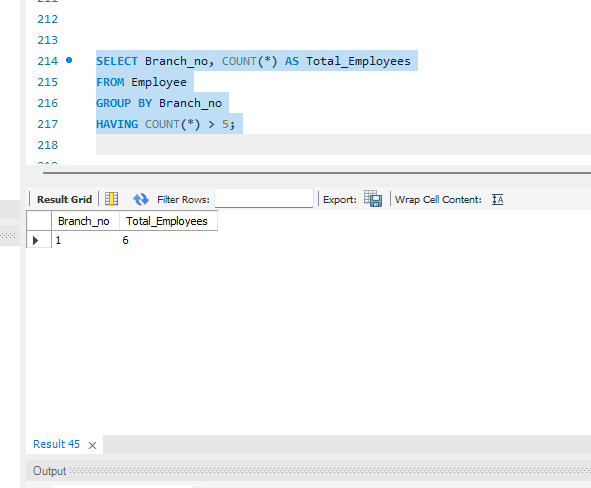 212
213
214 SELECT Branch_no, COUNT(*) AS Total_Employees
215 FROM Employee
216 GROUP BY Branch_no
217 HAVING COUNT(*) > 5;
218
Result Grid Filter Rows: Export: Wrap Cell Content:
Branch_no Total_Employees
1 6
Result 45
Output